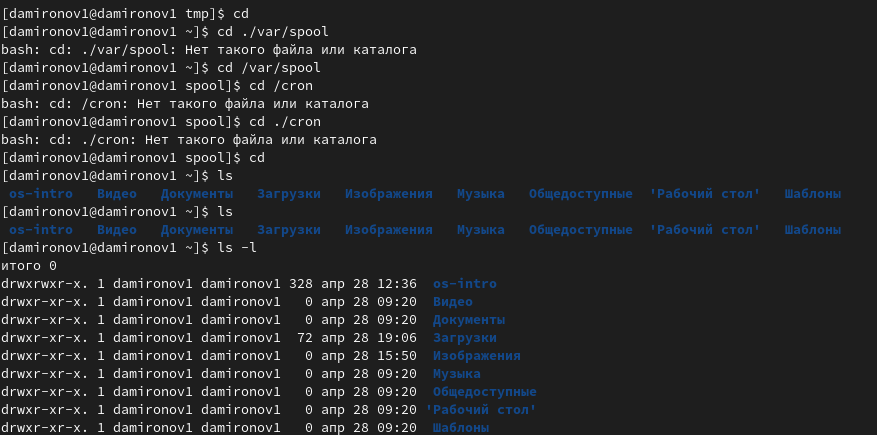 [damironov1@damironov1 tmp]$ cd
[damironov1@damironov1 ~]$ cd ./var/spool
bash: cd: ./var/spool: Нет такого файла или каталога
[damironov1@damironov1 ~]$ cd /var/spool
[damironov1@damironov1 spool]$ cd /cron
bash: cd: /cron: Нет такого файла или каталога
[damironov1@damironov1 spool]$ cd ./cron
bash: cd: ./cron: Нет такого файла или каталога
[damironov1@damironov1 spool]$ cd
[damironov1@damironov1 ~]$ ls
 os-intro   Видео   Документы   Загрузки   Изображения   Музыка   Общедоступные  'Рабочий стол'   Шаблоны
[damironov1@damironov1 ~]$ ls
 os-intro   Видео   Документы   Загрузки   Изображения   Музыка   Общедоступные  'Рабочий стол'   Шаблоны
[damironov1@damironov1 ~]$ ls -l
итого 0
drwxrwxr-x. 1 damironov1 damironov1 328 апр 28 12:36  os-intro
drwxr-xr-x. 1 damironov1 damironov1   0 апр 28 09:20  Видео
drwxr-xr-x. 1 damironov1 damironov1   0 апр 28 09:20  Документы
drwxr-xr-x. 1 damironov1 damironov1  72 апр 28 19:06  Загрузки
drwxr-xr-x. 1 damironov1 damironov1   0 апр 28 15:50  Изображения
drwxr-xr-x. 1 damironov1 damironov1   0 апр 28 09:20  Музыка
drwxr-xr-x. 1 damironov1 damironov1   0 апр 28 09:20  Общедоступные
drwxr-xr-x. 1 damironov1 damironov1   0 апр 28 09:20 'Рабочий стол'
drwxr-xr-x. 1 damironov1 damironov1   0 апр 28 09:20  Шаблоны